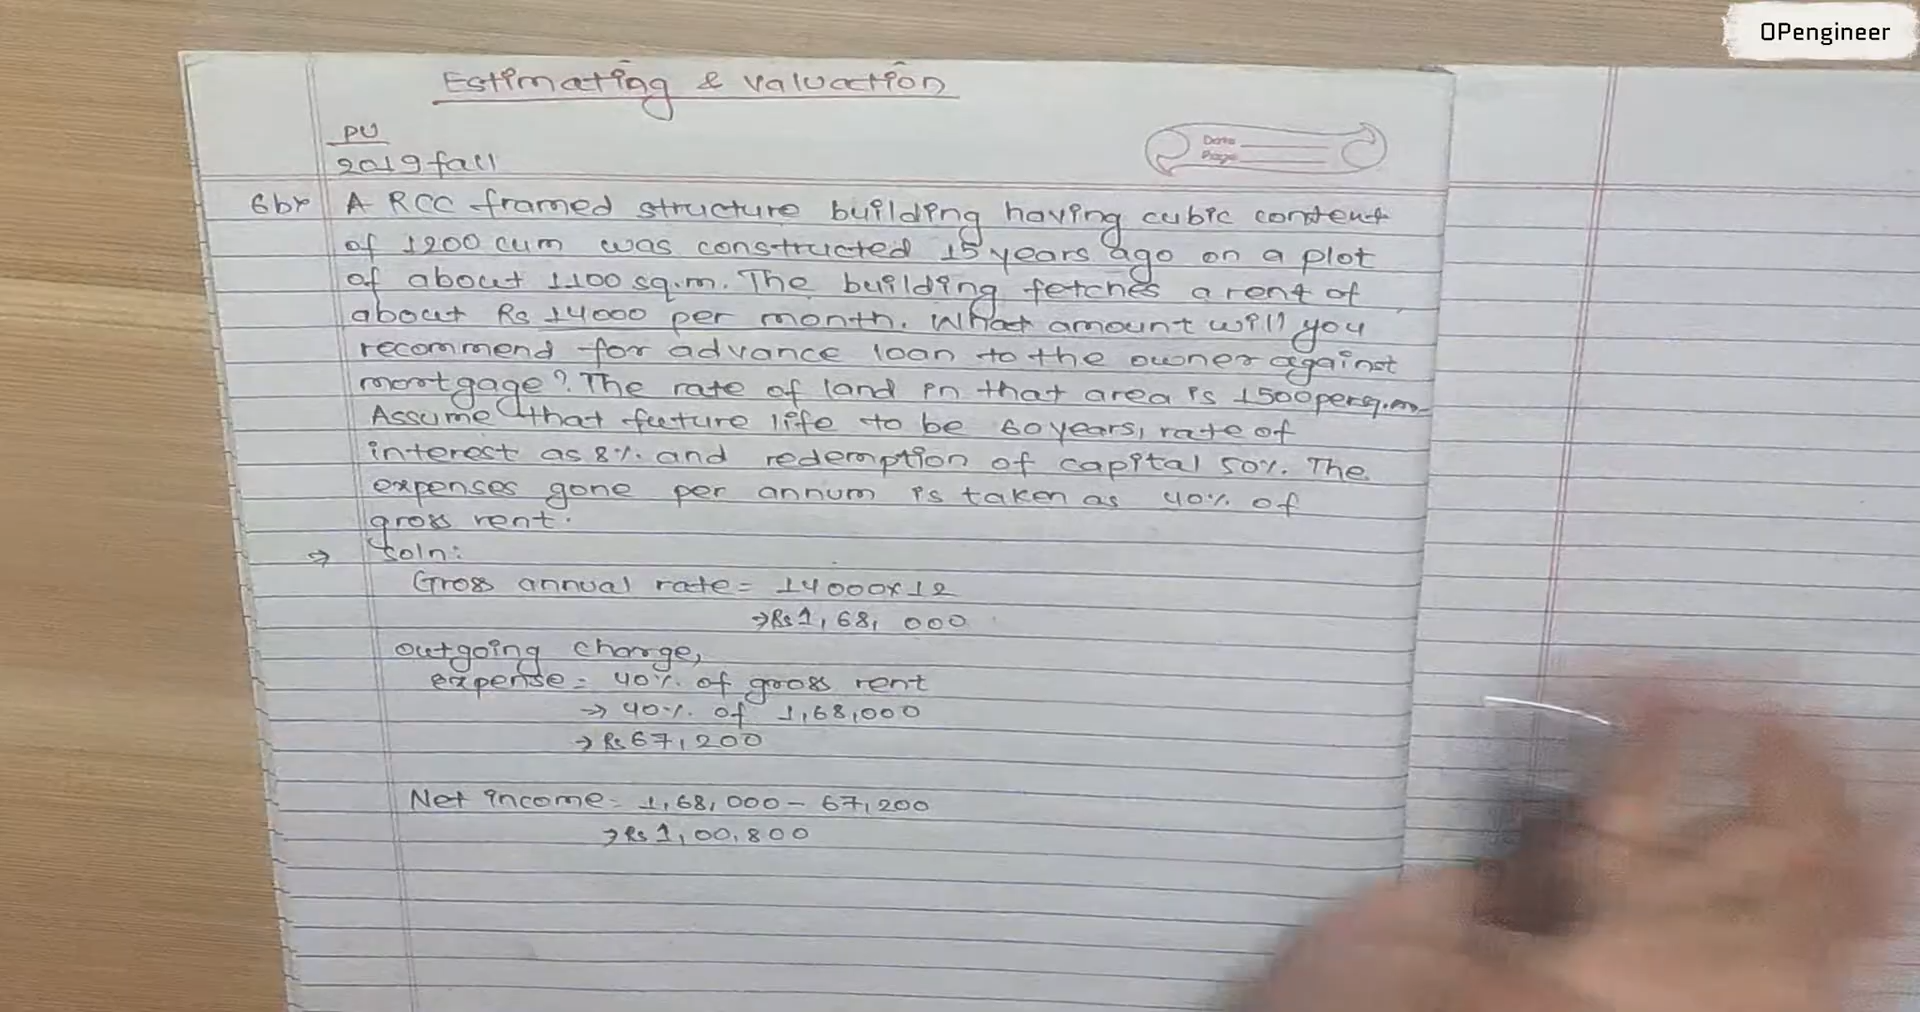 OPengineer
Estimating & Valuation
PU
2019 fall
Date
Page
6b> A RCC framed structure building having cubic content
of 1200 cum was constructed 15 years ago on a plot
of about 1100 sq.m. The building fetches a rent of
about Rs 14000 per month. What amount will you
recommend for advance loan to the owner against
mortgage? The rate of land in that area is 1500 persq.m
Assume that future life to be 60 years, rate of
interest as 8% and redemption of capital 50%. The
expenses gone per annum is taken as 40% of
gross rent.
⇒ Soln:
Gross annual rate = 14000×12
→ Rs 1,68,000
outgoing charge,
expense = 40% of gross rent
→ 40% of 1,68,000
→ Rs 67,200
Net income = 1,68,000 - 67,200
→ Rs 1,00,800